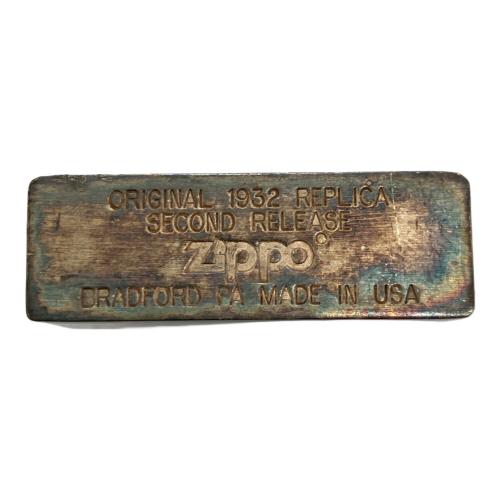 ORIGINAL 1932 REPLICA
SECOND RELEASE
Zippo®
BRADFORD PA MADE IN USA